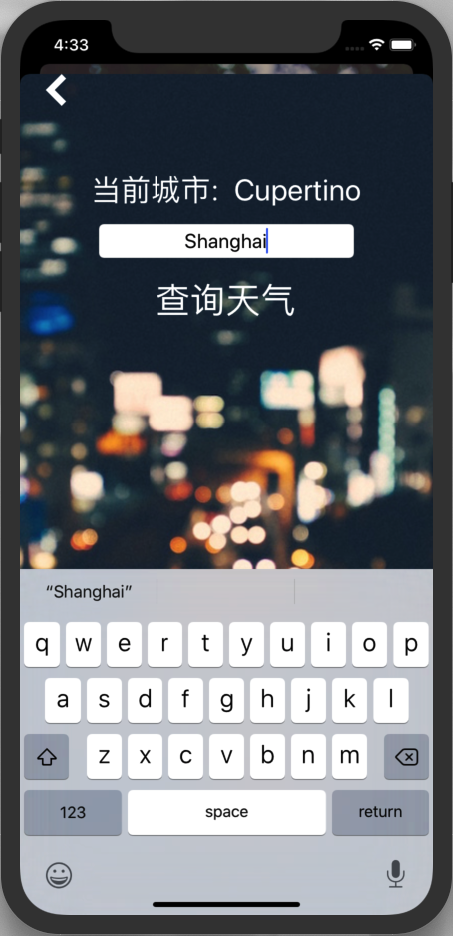 4:33
当前城市: Cupertino
Shanghai
查询天气
“Shanghai”
q w e r t y u i o p
a s d f g h j k l
z x c v b n m
123 space return